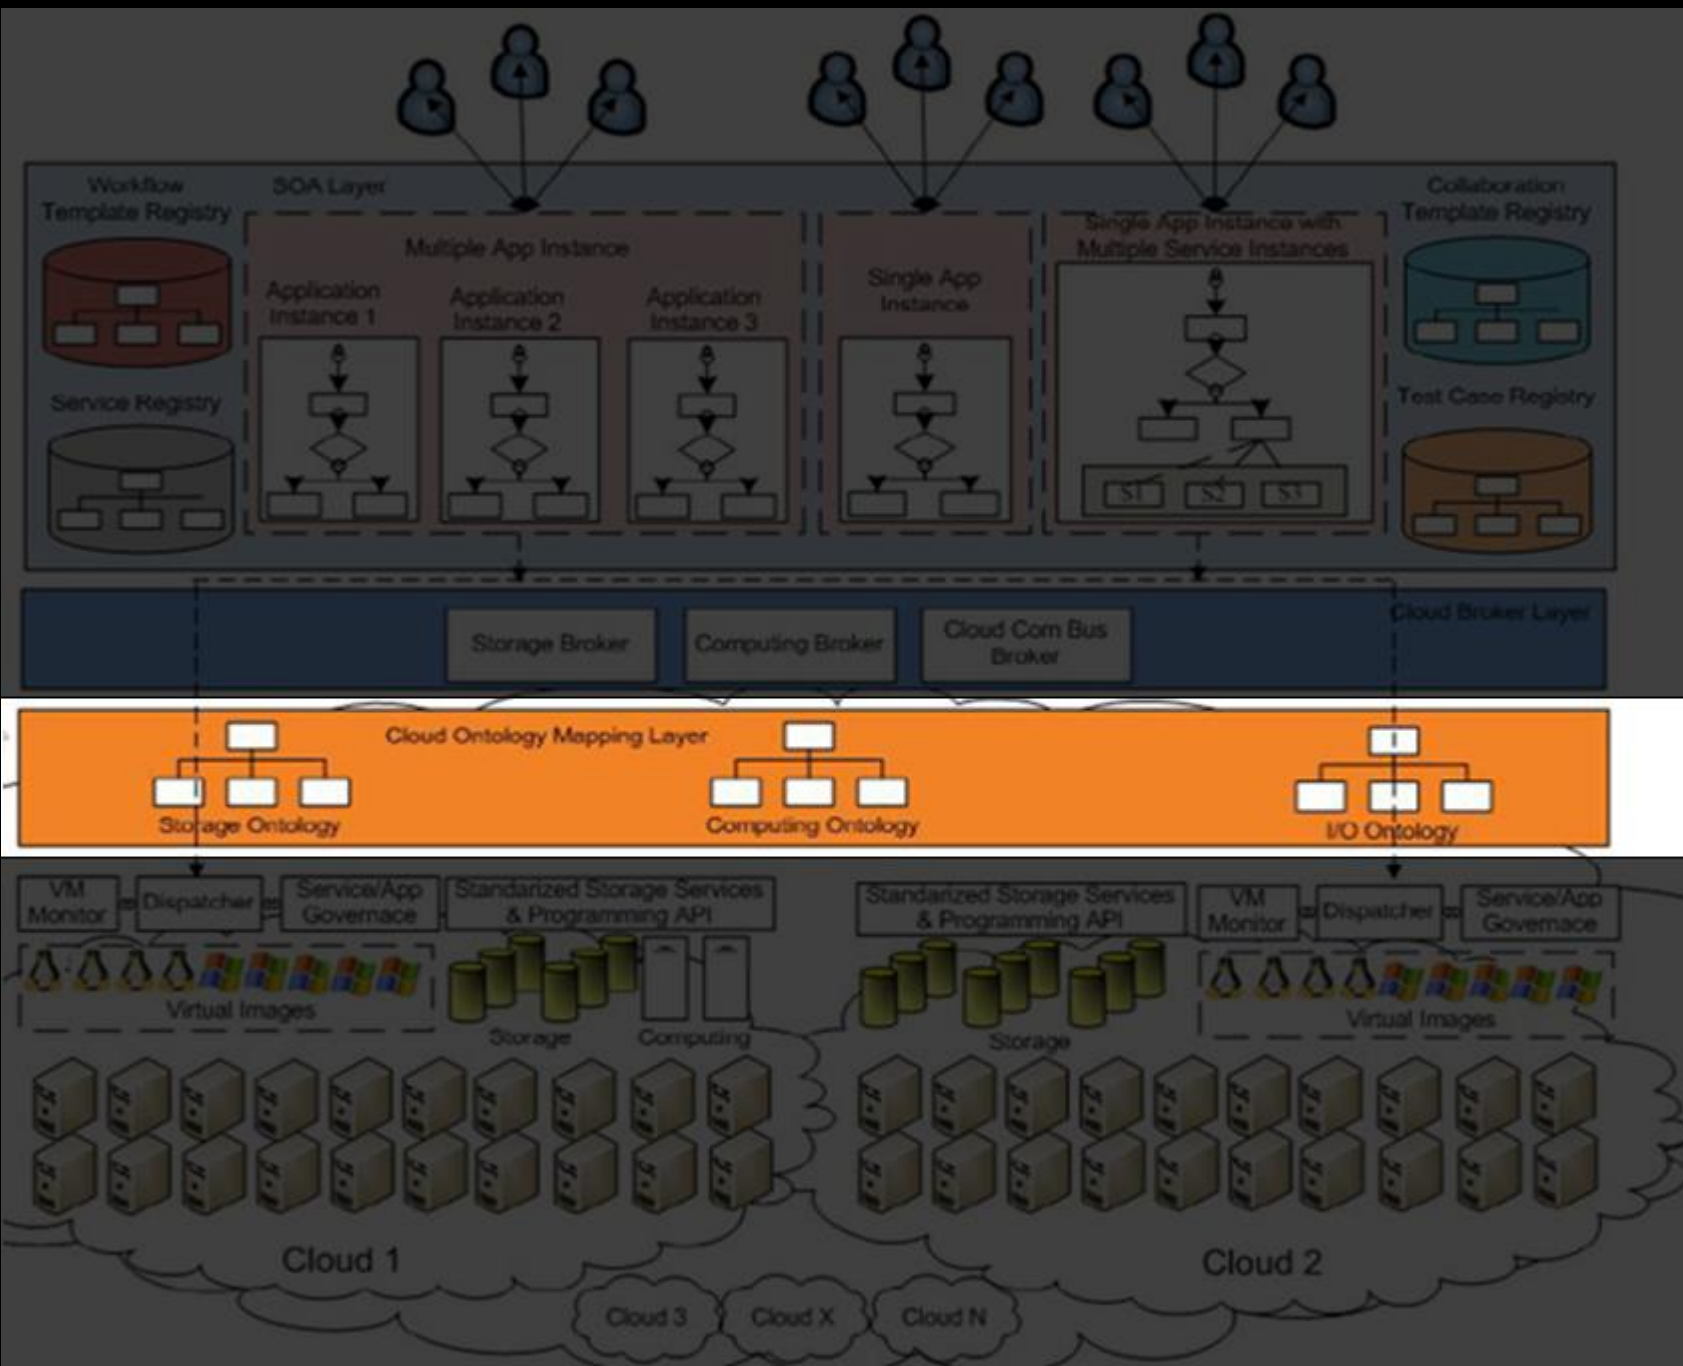 Workflow
Template Registry
SOA Layer
Collaboration
Template Registry
Multiple App Instance
Single App Instance with
Multiple Service Instances
Application
Instance 1
Application
Instance 2
Application
Instance 3
Single App
Instance
Service Registry
Test Case Registry
S1
S2
S3
Cloud Broker Layer
Storage Broker
Computing Broker
Cloud Com Bus
Broker
Cloud Ontology Mapping Layer
Storage Ontology
Computing Ontology
I/O Ontology
VM
Monitor
Dispatcher
Service/App
Governace
Standarized Storage Services
& Programming API
Standarized Storage Services
& Programming API
VM
Monitor
Dispatcher
Service/App
Governace
Virtual Images
Storage
Computing
Storage
Virtual Images
Cloud 1
Cloud 2
Cloud 3
Cloud X
Cloud N